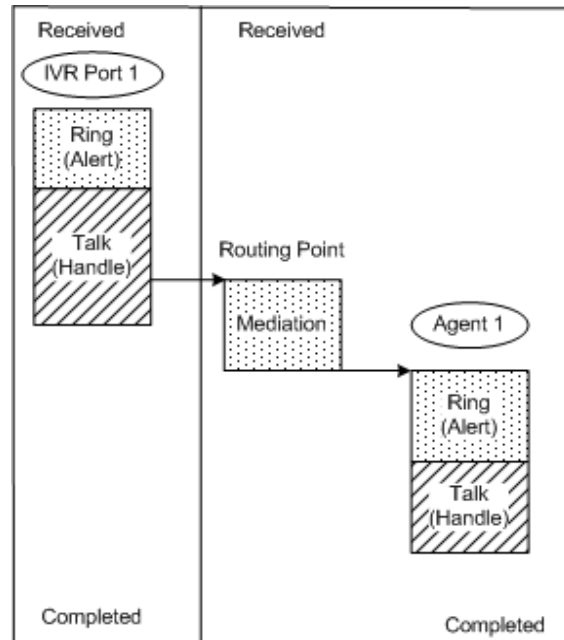 Received
IVR Port 1
Ring
(Alert)
Talk
(Handle)
Completed
Received
Routing Point
Mediation
Agent 1
Ring
(Alert)
Talk
(Handle)
Completed